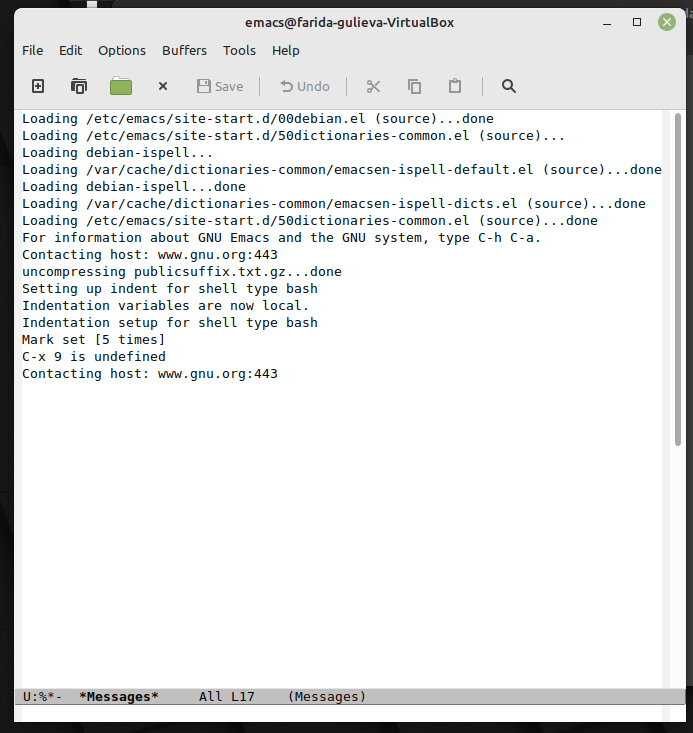 emacs@farida-gulieva-VirtualBox
File Edit Options Buffers Tools Help
Save Undo
Loading /etc/emacs/site-start.d/00debian.el (source)...done
Loading /etc/emacs/site-start.d/50dictionaries-common.el (source)...
Loading debian-ispell...
Loading /var/cache/dictionaries-common/emacsen-ispell-default.el (source)...done
Loading debian-ispell...done
Loading /var/cache/dictionaries-common/emacsen-ispell-dicts.el (source)...done
Loading /etc/emacs/site-start.d/50dictionaries-common.el (source)...done
For information about GNU Emacs and the GNU system, type C-h C-a.
Contacting host: www.gnu.org:443
uncompressing publicsuffix.txt.gz...done
Setting up indent for shell type bash
Indentation variables are now local.
Indentation setup for shell type bash
Mark set [5 times]
C-x 9 is undefined
Contacting host: www.gnu.org:443
U:%*- *Messages* All L17 (Messages)